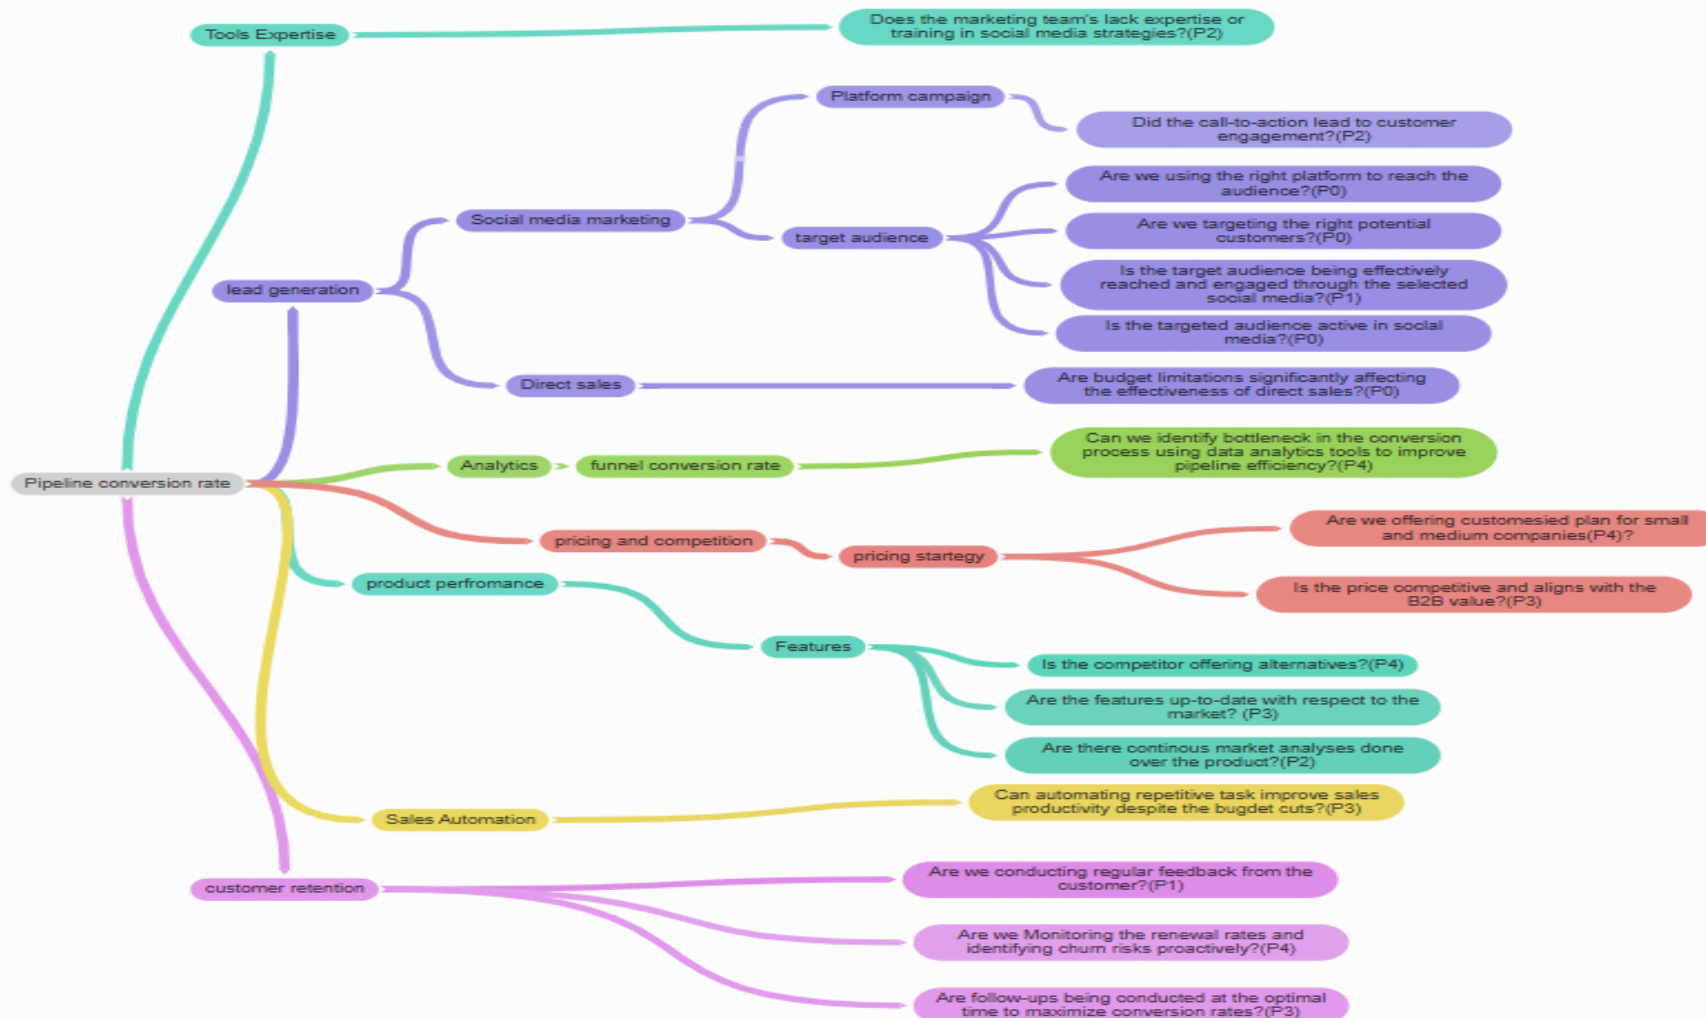 Tools Expertise
Does the marketing team's lack expertise or
training in social media strategies?(P2)
Platform campaign
Did the call-to-action lead to customer
engagement?(P2)
Are we using the right platform to reach the
audience?(P0)
Social media marketing
target audience
Are we targeting the right potential
customers?(P0)
Is the target audience being effectively
reached and engaged through the selected
social media?(P1)
lead generation
Is the targeted audience active in social
media?(P0)
Direct sales
Are budget limitations significantly affecting
the effectiveness of direct sales?(P0)
Pipeline conversion rate
Analytics
funnel conversion rate
Can we identify bottleneck in the conversion
process using data analytics tools to improve
pipeline efficiency?(P4)
pricing and competition
pricing startegy
Are we offering customesied plan for small
and medium companies(P4)?
Is the price competitive and aligns with the
B2B value?(P3)
product perfromance
Features
Is the competitor offering alternatives?(P4)
Are the features up-to-date with respect to the
market? (P3)
Are there continous market analyses done
over the product?(P2)
Sales Automation
Can automating repetitive task improve sales
productivity despite the bugdet cuts?(P3)
customer retention
Are we conducting regular feedback from the
customer?(P1)
Are we Monitoring the renewal rates and
identifying churn risks proactively?(P4)
Are follow-ups being conducted at the optimal
time to maximize conversion rates?(P3)